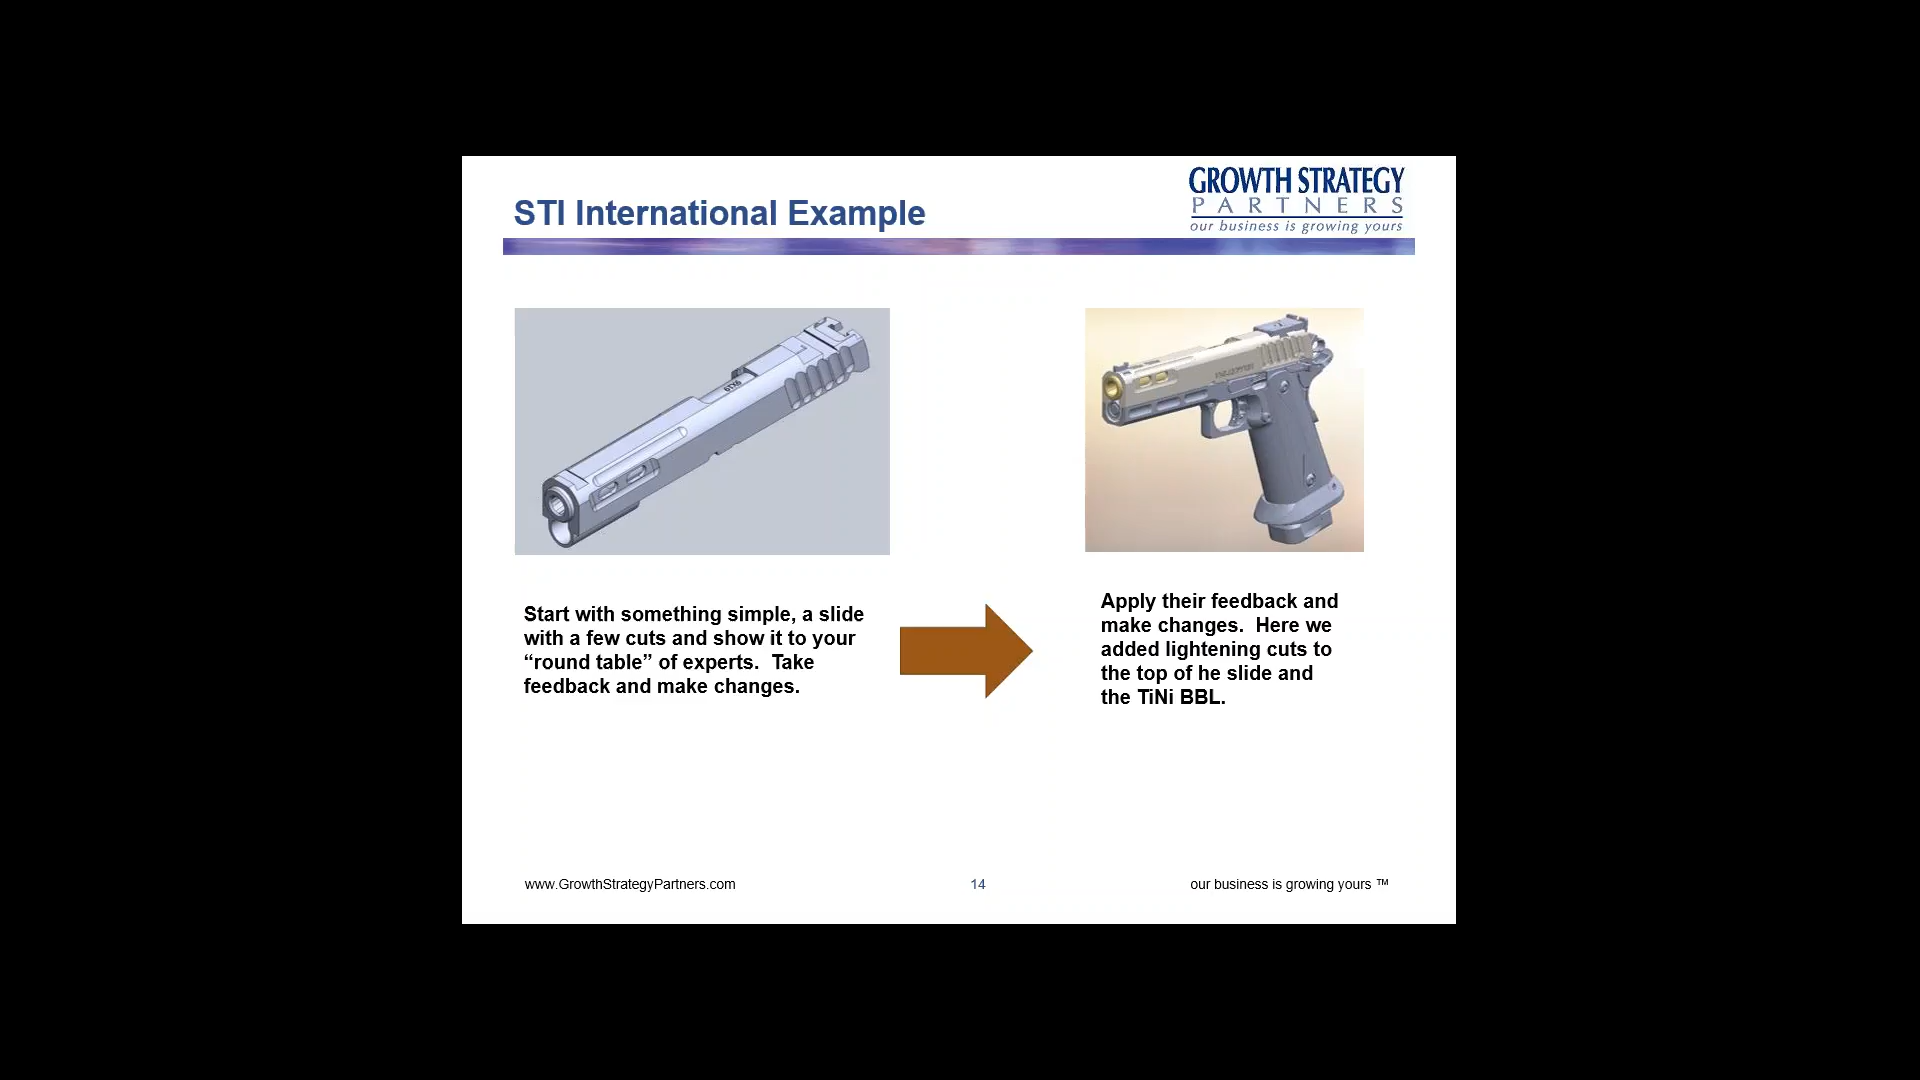 STI International Example
GROWTH STRATEGY
PARTNERS
our business is growing yours
Start with something simple, a slide
with a few cuts and show it to your
“round table” of experts.  Take
feedback and make changes.
Apply their feedback and
make changes.  Here we
added lightening cuts to
the top of he slide and
the TiNi BBL.
www.GrowthStrategyPartners.com
14
our business is growing yours ™